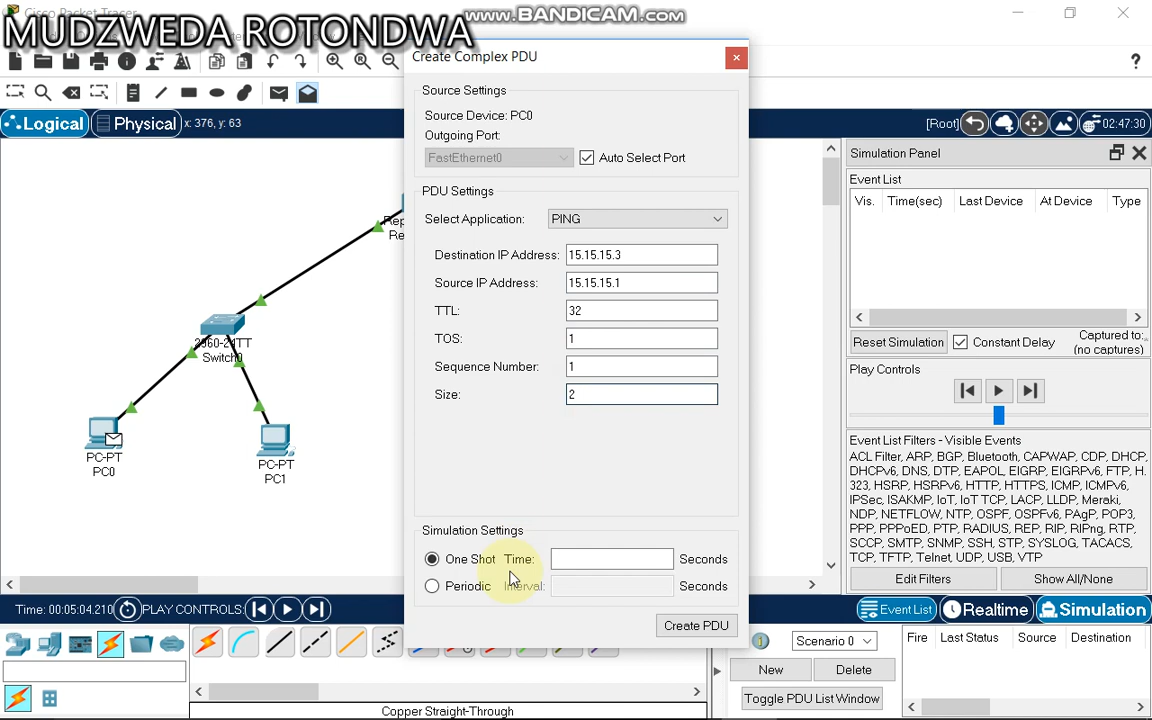 Cisco Packet Tracer
www.BANDICAM.com
MUDZWEDA ROTONDWA
Create Complex PDU
Source Settings
Source Device: PC0
Outgoing Port:
FastEthernet0
Auto Select Port
PDU Settings
Select Application: PING
Destination IP Address: 15.15.15.3
Source IP Address: 15.15.15.1
TTL: 32
TOS: 1
Sequence Number: 1
Size: 2
Simulation Settings
One Shot Time: Seconds
Periodic Interval: Seconds
Create PDU
?
Logical
Physical
x: 376, y: 63
[Root]
02:47:30
Rep
Re
2960-24TT
Switch0
PC-PT
PC0
PC-PT
PC1
Simulation Panel
Event List
Vis. Time(sec) Last Device At Device Type
Reset Simulation
Constant Delay
Captured to:
(no captures)
Play Controls
Event List Filters - Visible Events
ACL Filter, ARP, BGP, Bluetooth, CAPWAP, CDP, DHCP,
DHCPv6, DNS, DTP, EAPOL, EIGRP, EIGRPv6, FTP, H.
323, HSRP, HSRPv6, HTTP, HTTPS, ICMP, ICMPv6,
IPSec, ISAKMP, IoT, IoT TCP, LACP, LLDP, Meraki,
NDP, NETFLOW, NTP, OSPF, OSPFv6, PAgP, POP3,
PPP, PPPoED, PTP, RADIUS, REP, RIP, RIPng, RTP,
SCCP, SMTP, SNMP, SSH, STP, SYSLOG, TACACS,
TCP, TFTP, Telnet, UDP, USB, VTP
Edit Filters
Show All/None
Time: 00:05:04.210
PLAY CONTROLS:
Event List
Realtime
Simulation
Copper Straight-Through
Scenario 0
New
Delete
Toggle PDU List Window
Fire Last Status Source Destination